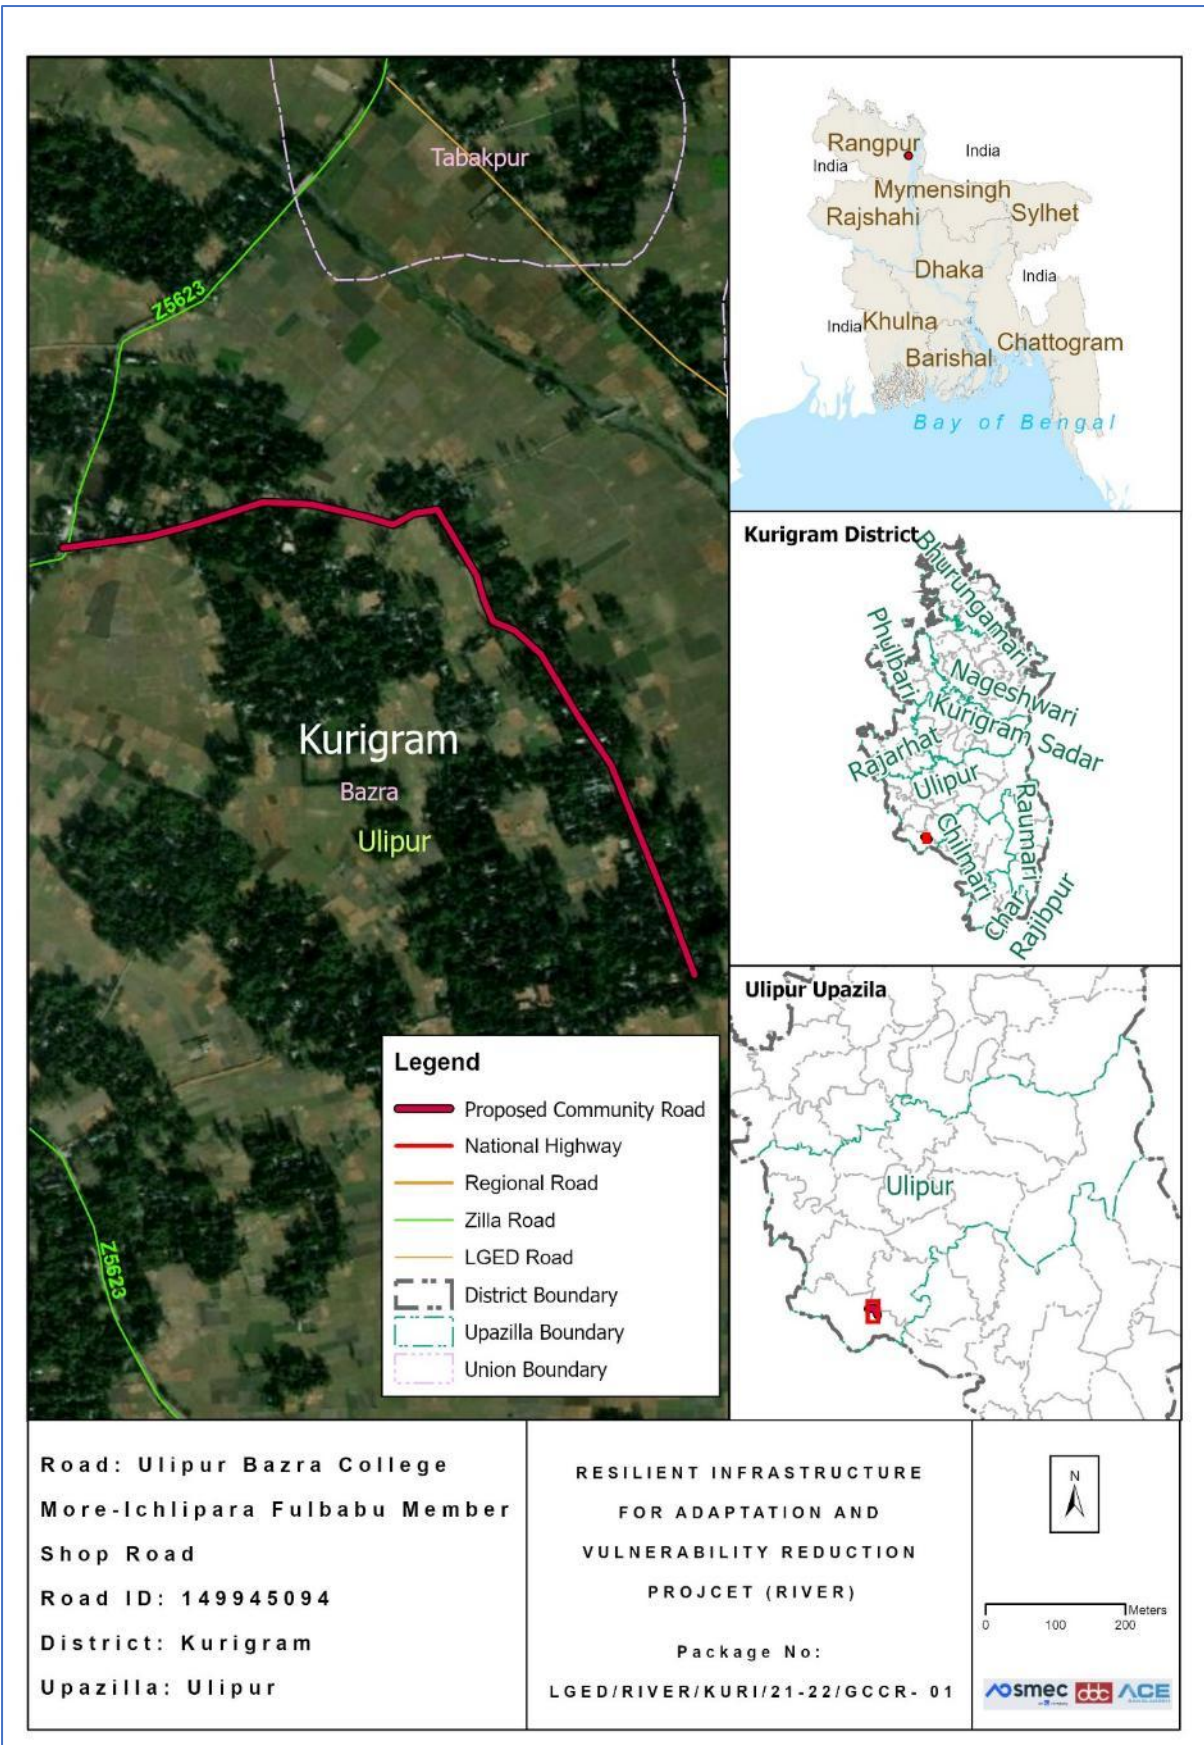 Tabakpur
Z5623
Kurigram
Bazra
Ulipur
Z5623
Legend
Proposed Community Road
National Highway
Regional Road
Zilla Road
LGED Road
District Boundary
Upazilla Boundary
Union Boundary
Rangpur
India
India
Mymensingh
Rajshahi
Sylhet
Dhaka
India
India
Khulna
Chattogram
Barishal
Bay of Bengal
Kurigram District
Bhurungamari
Phulbari
Nageshwari
Kurigram Sadar
Rajarhat
Ulipur
Raumari
Chilmari
Char
Rajibpur
Ulipur Upazila
Ulipur
Road: Ulipur Bazra College
More-Ichlipara Fulbabu Member
Shop Road
Road ID: 149945094
District: Kurigram
Upazilla: Ulipur
RESILIENT INFRASTRUCTURE
FOR ADAPTATION AND
VULNERABILITY REDUCTION
PROJCET (RIVER)
Package No:
LGED/RIVER/KURI/21-22/GCCR- 01
N
Meters
0 100 200
smec
ddc
ACE